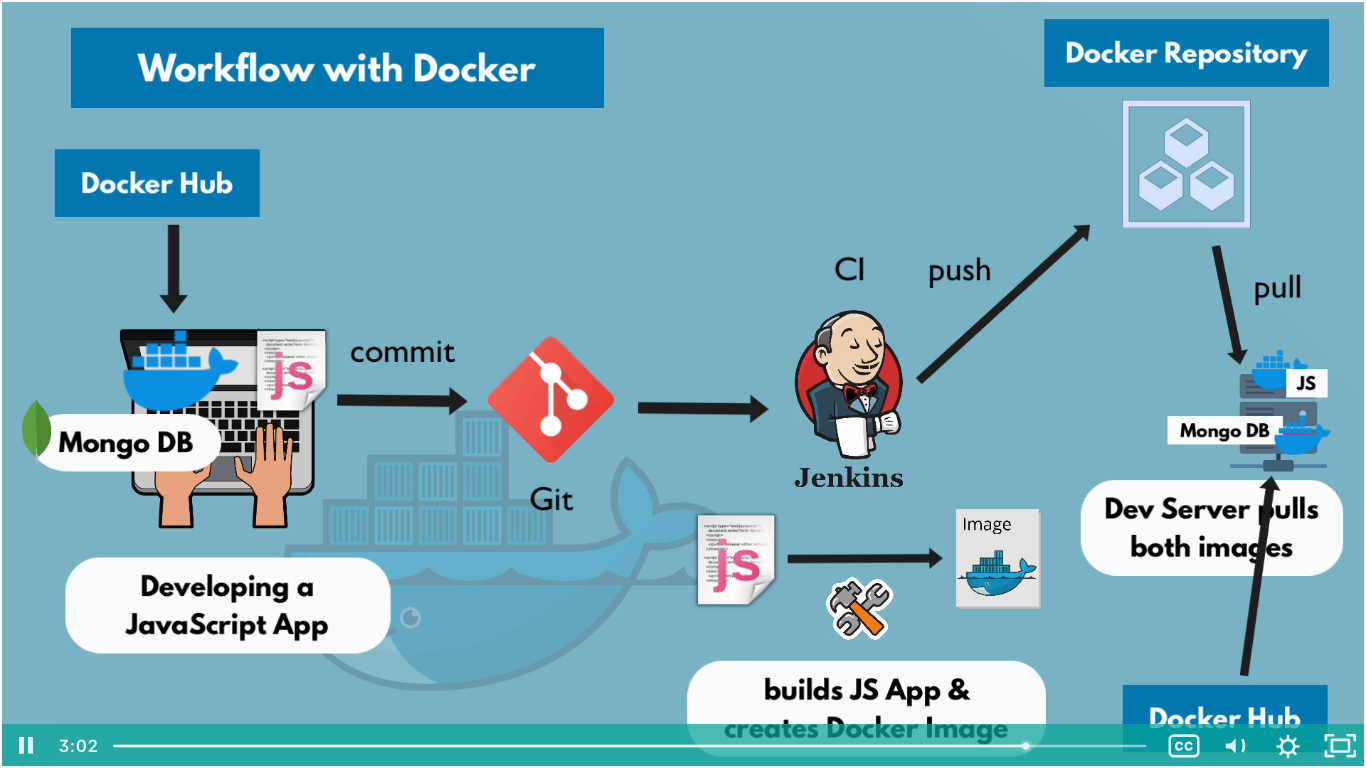 Workflow with Docker
Docker Repository
Docker Hub
CI
push
pull
commit
js
JS
Mongo DB
Mongo DB
Jenkins
Git
Dev Server pulls
both images
js
Image
Developing a
JavaScript App
builds JS App &
creates Docker Image
Docker Hub
3:02
CC